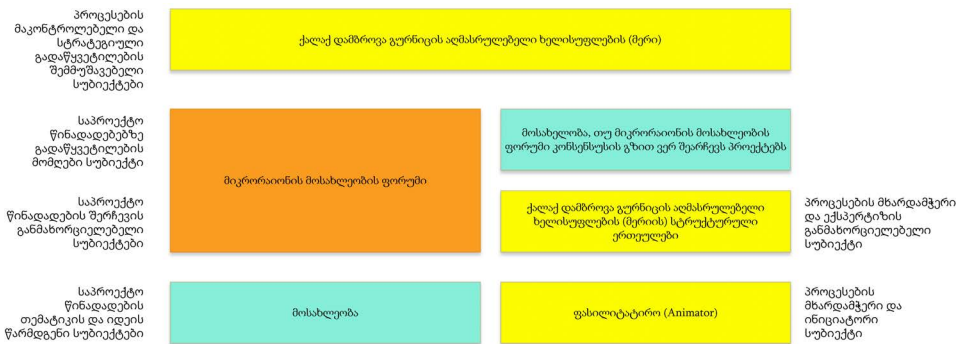 პროცესების
მაკონტროლებელი და
სტრატეგიული
გადაწყვეტილების
შემმუშავებელი
სუბიექტები
ქალაქ დამბროვა გურნიცის აღმასრულებელი ხელისუფლების (მერი)
საპროექტო
წინადადებებზე
გადაწყვეტილების
მომღები სუბიექტი
მიკრორაიონის მოსახლეობის ფორუმი
მოსახელობა, თუ მიკრორაიონის მოსახლეობის
ფორუმი კონსენსუსის გზით ვერ შეარჩევს პროექტებს
საპროექტო
წინადადების შერჩევის
განმახორციელებელი
სუბიექტები
ქალაქ დამბროვა გურნიცის აღმასრულებელი
ხელისუფლების (მერიის) სტრუქტურული
ერთეულები
პროცესების მხარდამჭერი
და ექსპერტიზის
განმახორციელებელი
სუბიექტი
საპროექტო
წინადადების
თემატიკის და იდეის
წარმდგენი სუბიექტები
მოსახლეობა
ფასილიტატირო (Animator)
პროცესების
მხარდამჭერი და
ინიციატორი
სუბიექტი